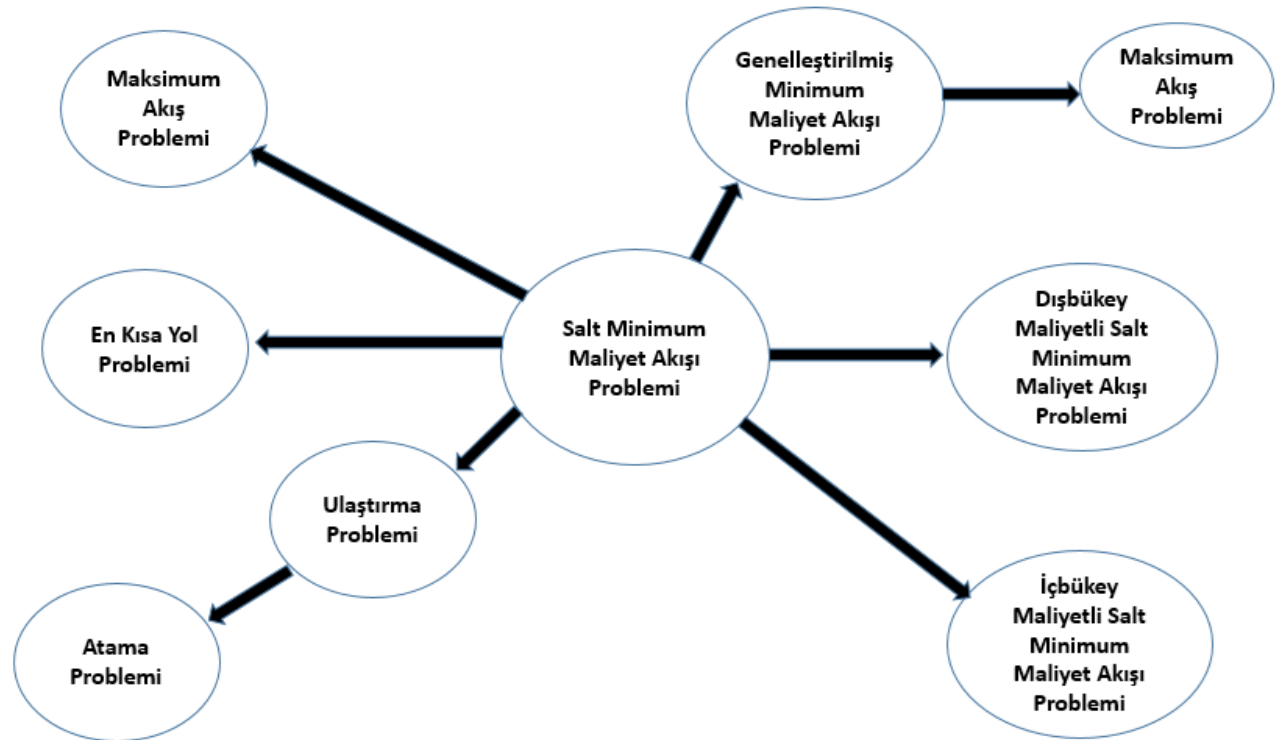 Maksimum
Akış
Problemi
Genelleştirilmiş
Minimum
Maliyet Akışı
Problemi
Maksimum
Akış
Problemi
En Kısa Yol
Problemi
Salt Minimum
Maliyet Akışı
Problemi
Dışbükey
Maliyetli Salt
Minimum
Maliyet Akışı
Problemi
Ulaştırma
Problemi
Atama
Problemi
İçbükey
Maliyetli Salt
Minimum
Maliyet Akışı
Problemi